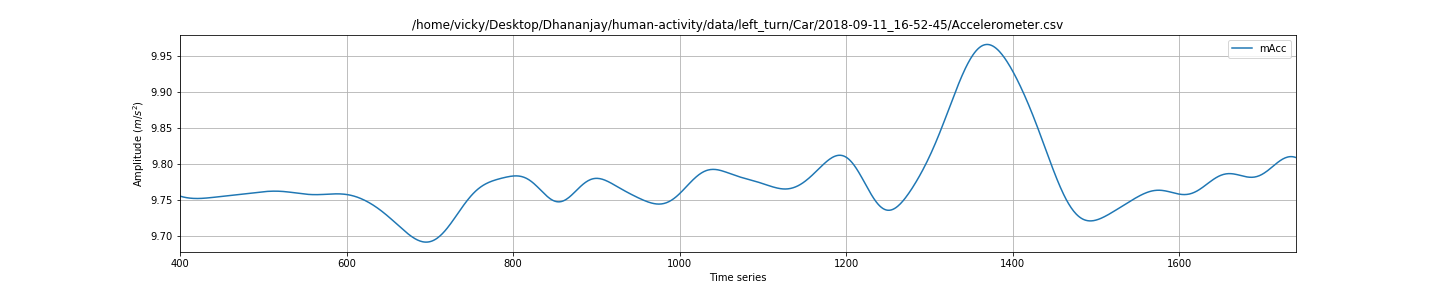 /home/vicky/Desktop/Dhananjay/human-activity/data/left_turn/Car/2018-09-11_16-52-45/Accelerometer.csv
mAcc
Amplitude (m/s²)
9.95
9.90
9.85
9.80
9.75
9.70
400 600 800 1000 1200 1400 1600
Time series